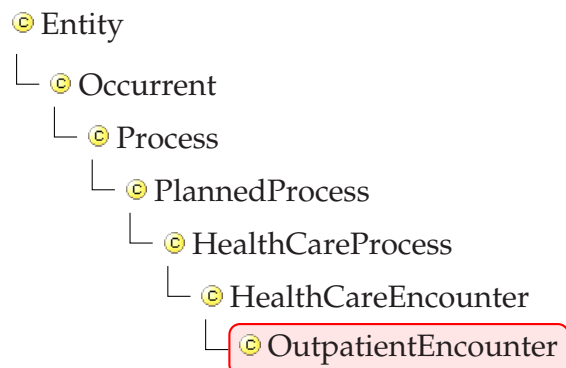 © Entity
© Occurrent
© Process
© PlannedProcess
© HealthCareProcess
© HealthCareEncounter
© OutpatientEncounter